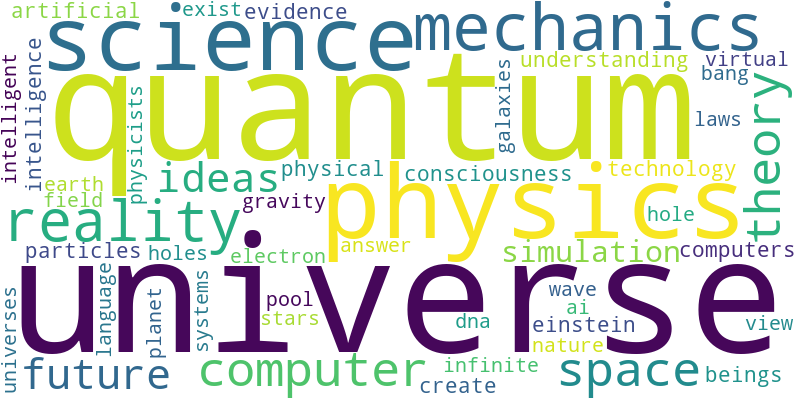 artificial
exist
evidence
science
mechanics
quantum
understanding
virtual
bang
laws
galaxies
intelligent
intelligence
physicists
theory
physical
consciousness
technology
ideas
physics
earth
field
gravity
hole
reality
answer
simulation
computers
particles
holes
electron
universe
universes
language
planet
systems
pool
stars
dna
wave
ai
einstein
nature
view
future
computer
infinite
create
space
beings